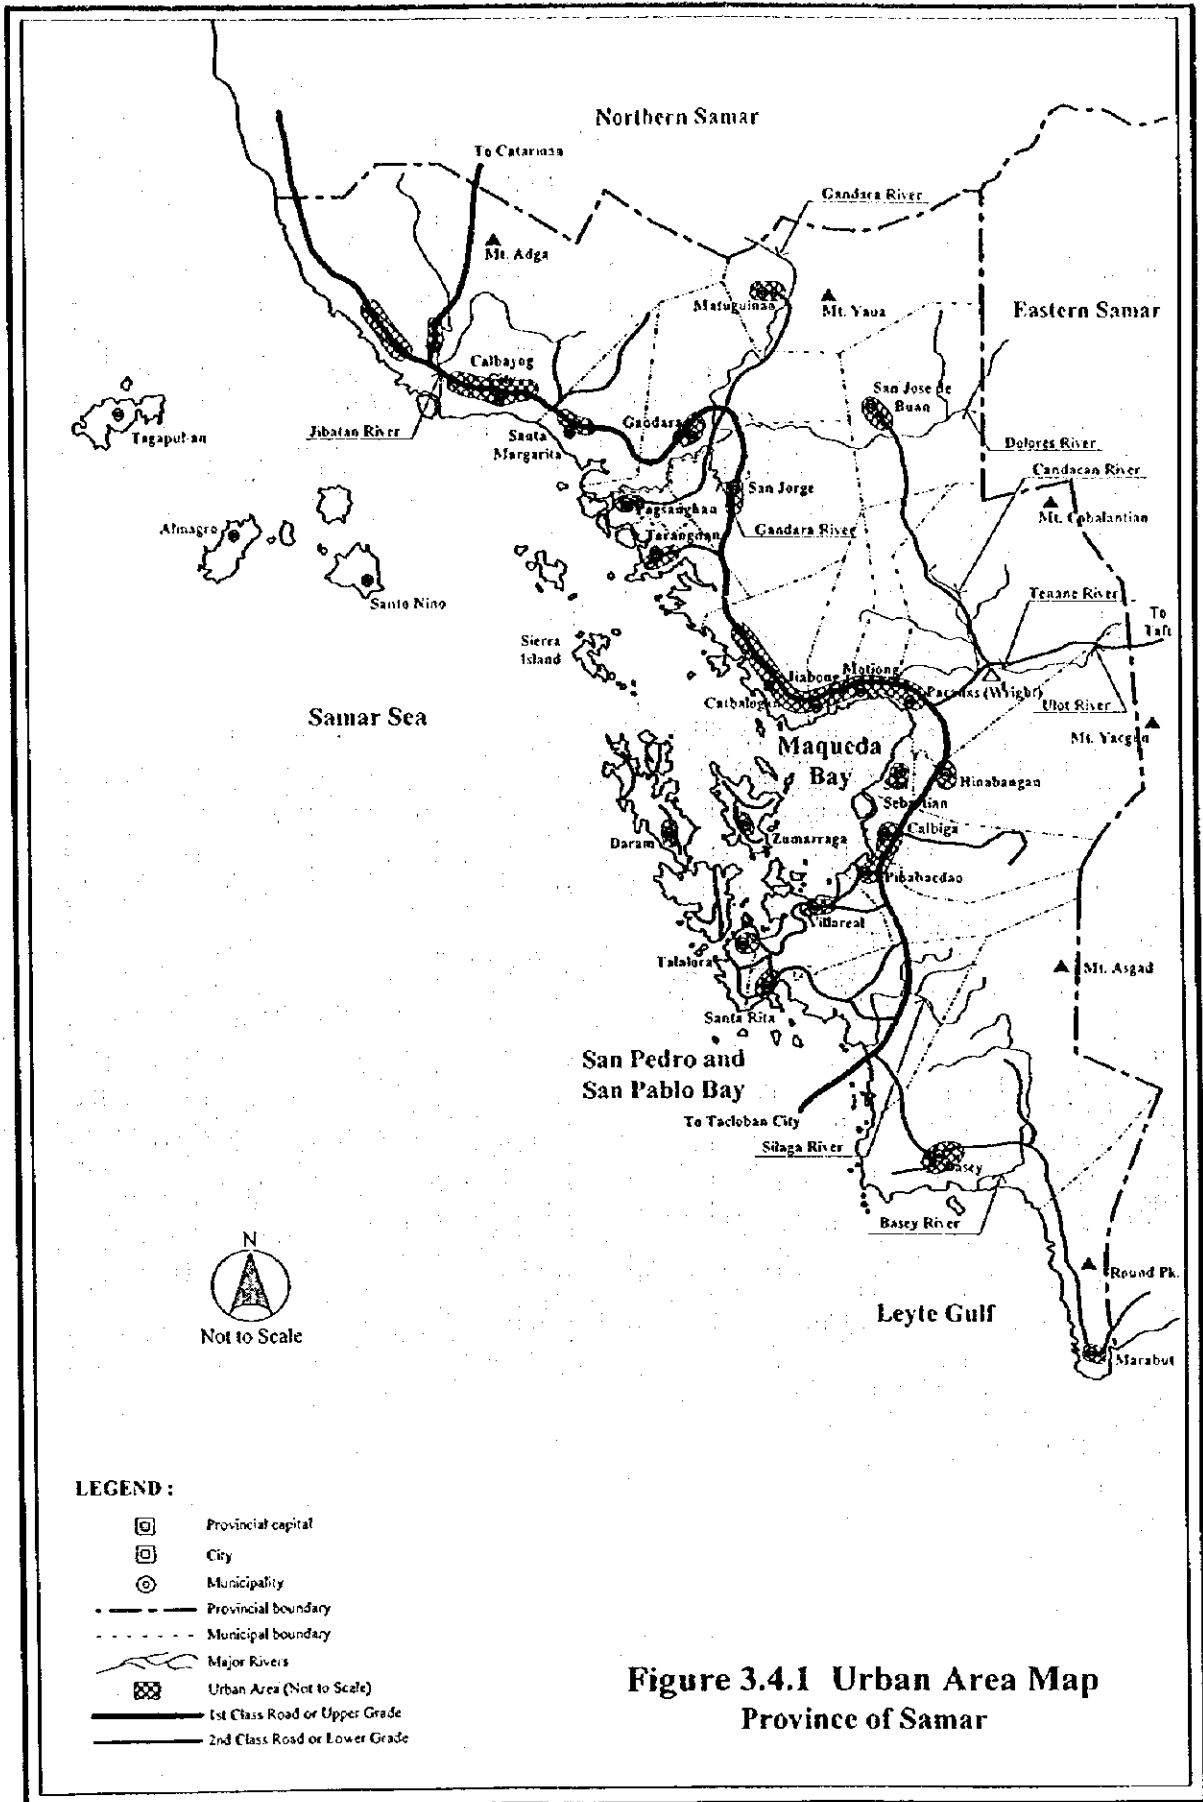 Northern Samar
To Catarman
Gandara River
Mt. Adga
Matuguinao
Mt. Yaua
Eastern Samar
Calbayog
City
San Jose de
Buan
Tagapul-an
Jibatan River
Santa
Margarita
Gandara
Dolores River
Candacan River
San Jorge
Pagsanghan
Mt. Cobalantian
Almagro
Gandara River
Tarangnan
Santo Nino
Tenane River
To
Taft
Sierra
Island
Jiabong
Motiong
Catbalogan
Paranas (Wright)
Ulot River
Samar Sea
Mt. Yacgun
Maqueda
Bay
San
Sebastian
Hinabangan
Daram
Zumarraga
Calbiga
Pinabacdao
Villareal
Talalora
Mt. Asgad
Santa Rita
San Pedro and
San Pablo Bay
To Tacloban City
Silaga River
Basey
Basey River
N
Not to Scale
Round Pk.
Leyte Gulf
Marabut
LEGEND :
Provincial capital
City
Municipality
Provincial boundary
Municipal boundary
Major Rivers
Urban Area (Not to Scale)
1st Class Road or Upper Grade
2nd Class Road or Lower Grade
Figure 3.4.1 Urban Area Map
Province of Samar